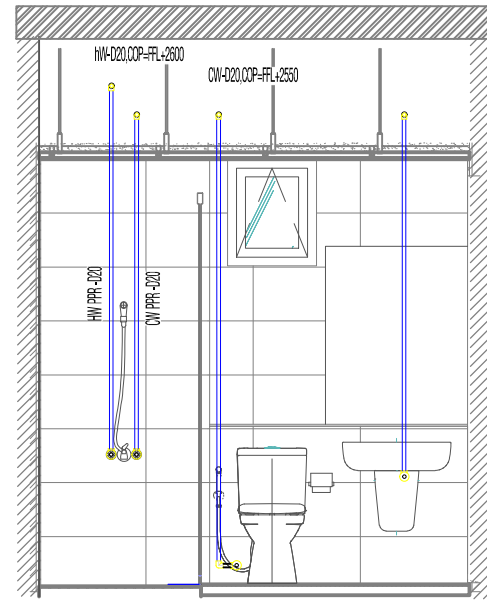 hW-D20,COP=FFL+2600
CW-D20,COP=FFL+2550
HW PPR -D20
CW PPR -D20